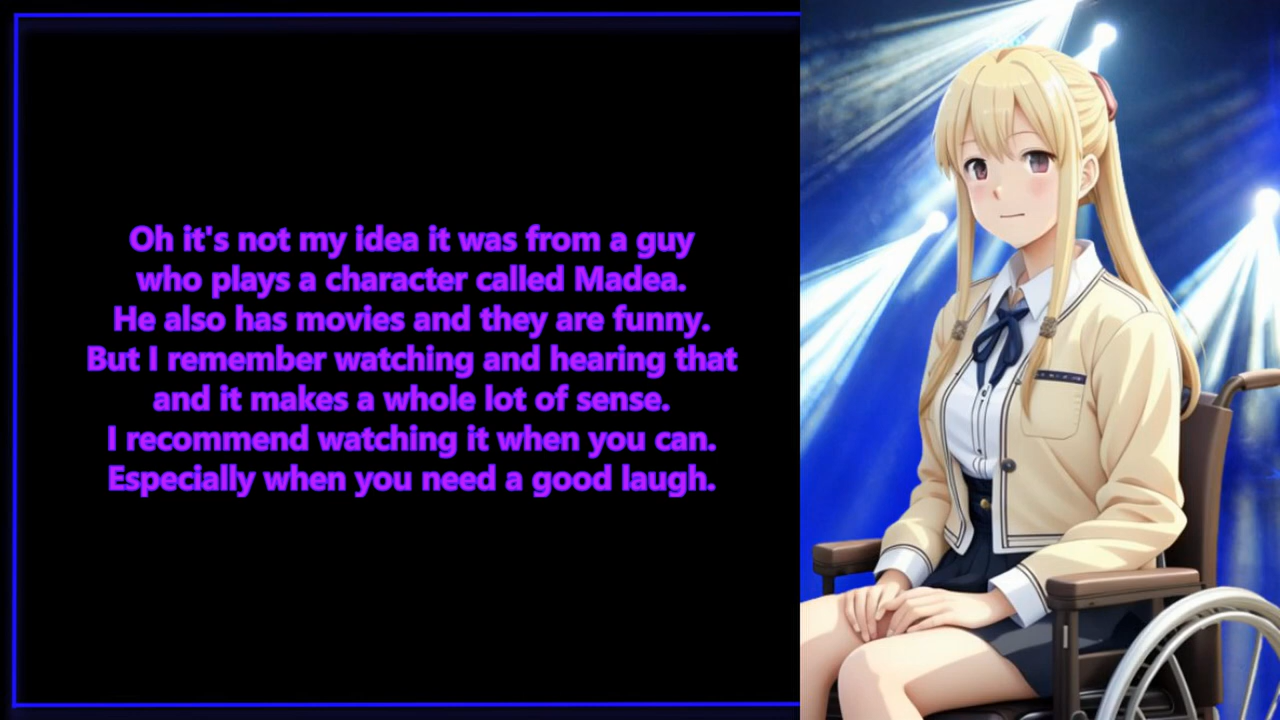 Oh it's not my idea it was from a guy
who plays a character called Madea.
He also has movies and they are funny.
But I remember watching and hearing that
and it makes a whole lot of sense.
I recommend watching it when you can.
Especially when you need a good laugh.